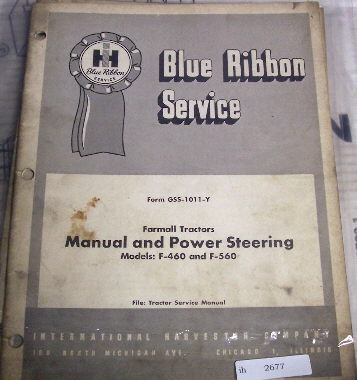 IH
Blue Ribbon
SERVICE
Blue Ribbon
Service
Form GSS-1011-Y
Farmall Tractors
Manual and Power Steering
Models: F-460 and F-560
File: Tractor Service Manual
INTERNATIONAL HARVESTER COMPANY
180 NORTH MICHIGAN AVE. CHICAGO 1, ILLINOIS
ih 2677